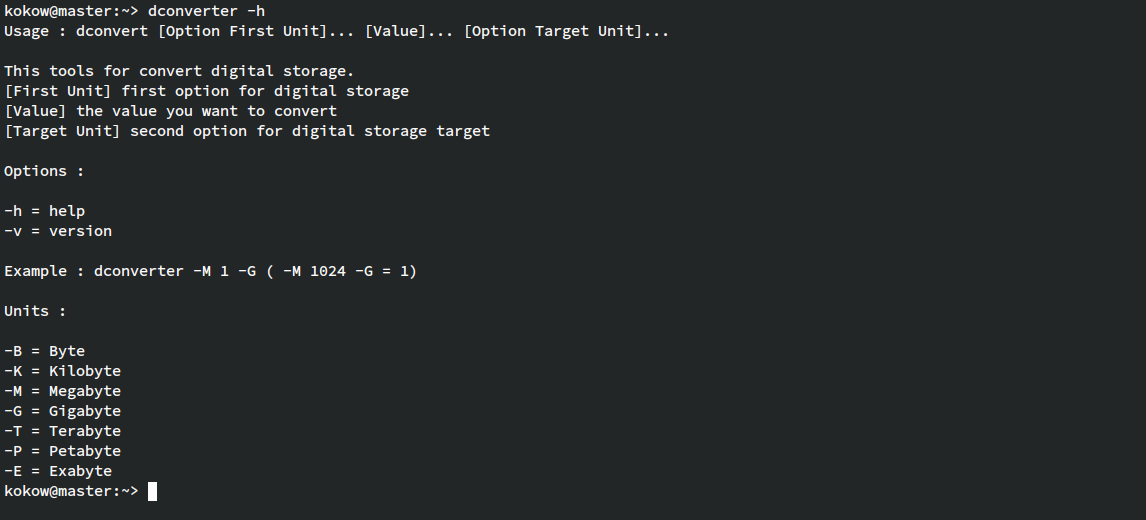 kokow@master:~> dconverter -h
Usage : dconvert [Option First Unit]... [Value]... [Option Target Unit]...
This tools for convert digital storage.
[First Unit] first option for digital storage
[Value] the value you want to convert
[Target Unit] second option for digital storage target
Options :
-h = help
-v = version
Example : dconverter -M 1 -G ( -M 1024 -G = 1)
Units :
-B = Byte
-K = Kilobyte
-M = Megabyte
-G = Gigabyte
-T = Terabyte
-P = Petabyte
-E = Exabyte
kokow@master:~>